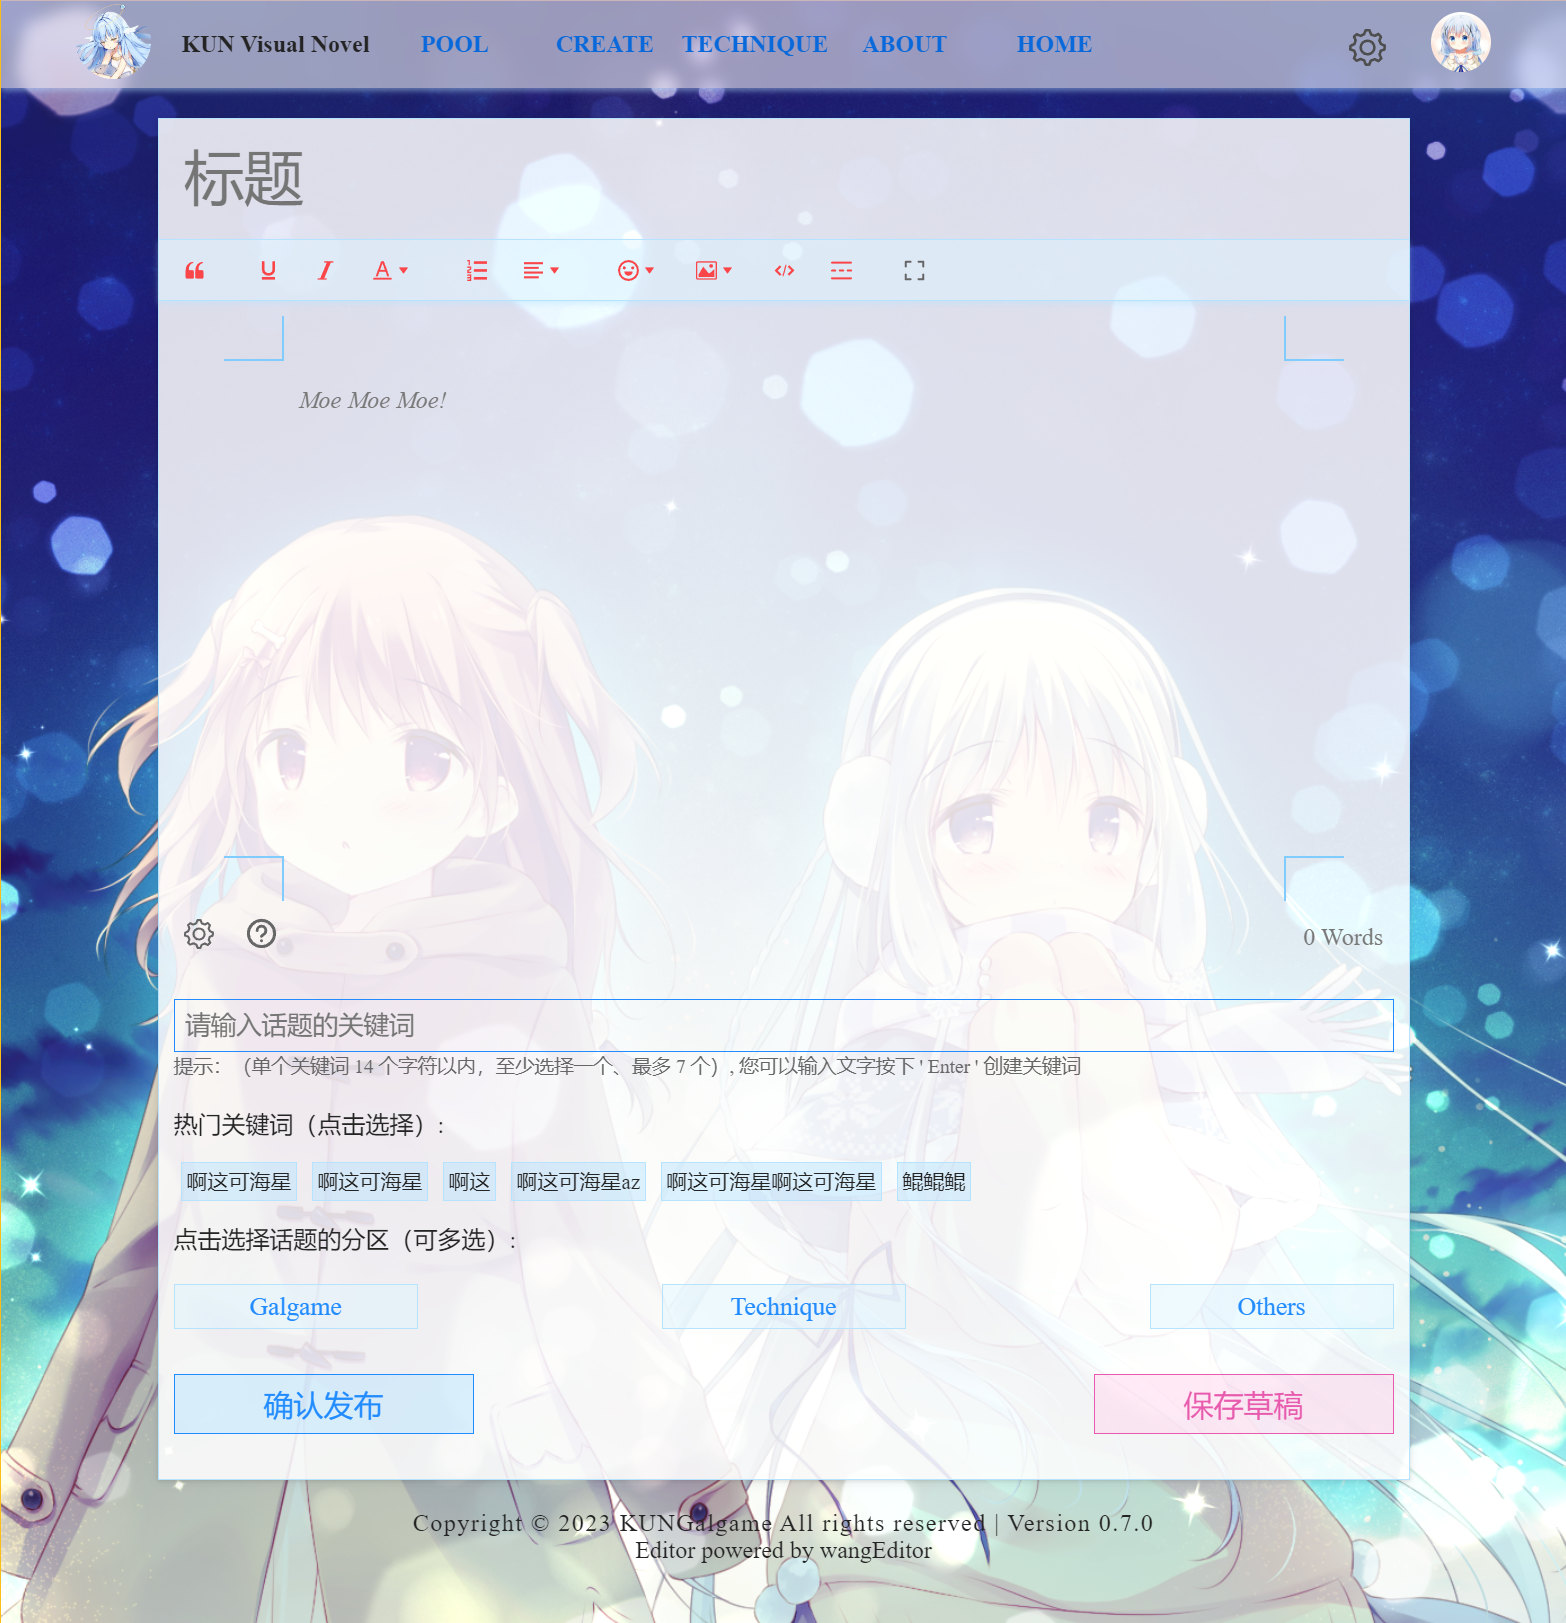 KUN Visual Novel POOL CREATE TECHNIQUE ABOUT HOME
标题
Moe Moe Moe!
0 Words
请输入话题的关键词
提示：（单个关键词 14 个字符以内，至少选择一个、最多 7 个）, 您可以输入文字按下 ' Enter ' 创建关键词
热门关键词（点击选择）:
啊这可海星 啊这可海星 啊这 啊这可海星az 啊这可海星啊这可海星 鲲鲲鲲
点击选择话题的分区（可多选）:
Galgame Technique Others
确认发布 保存草稿
Copyright © 2023 KUNGalgame All rights reserved | Version 0.7.0
Editor powered by wangEditor